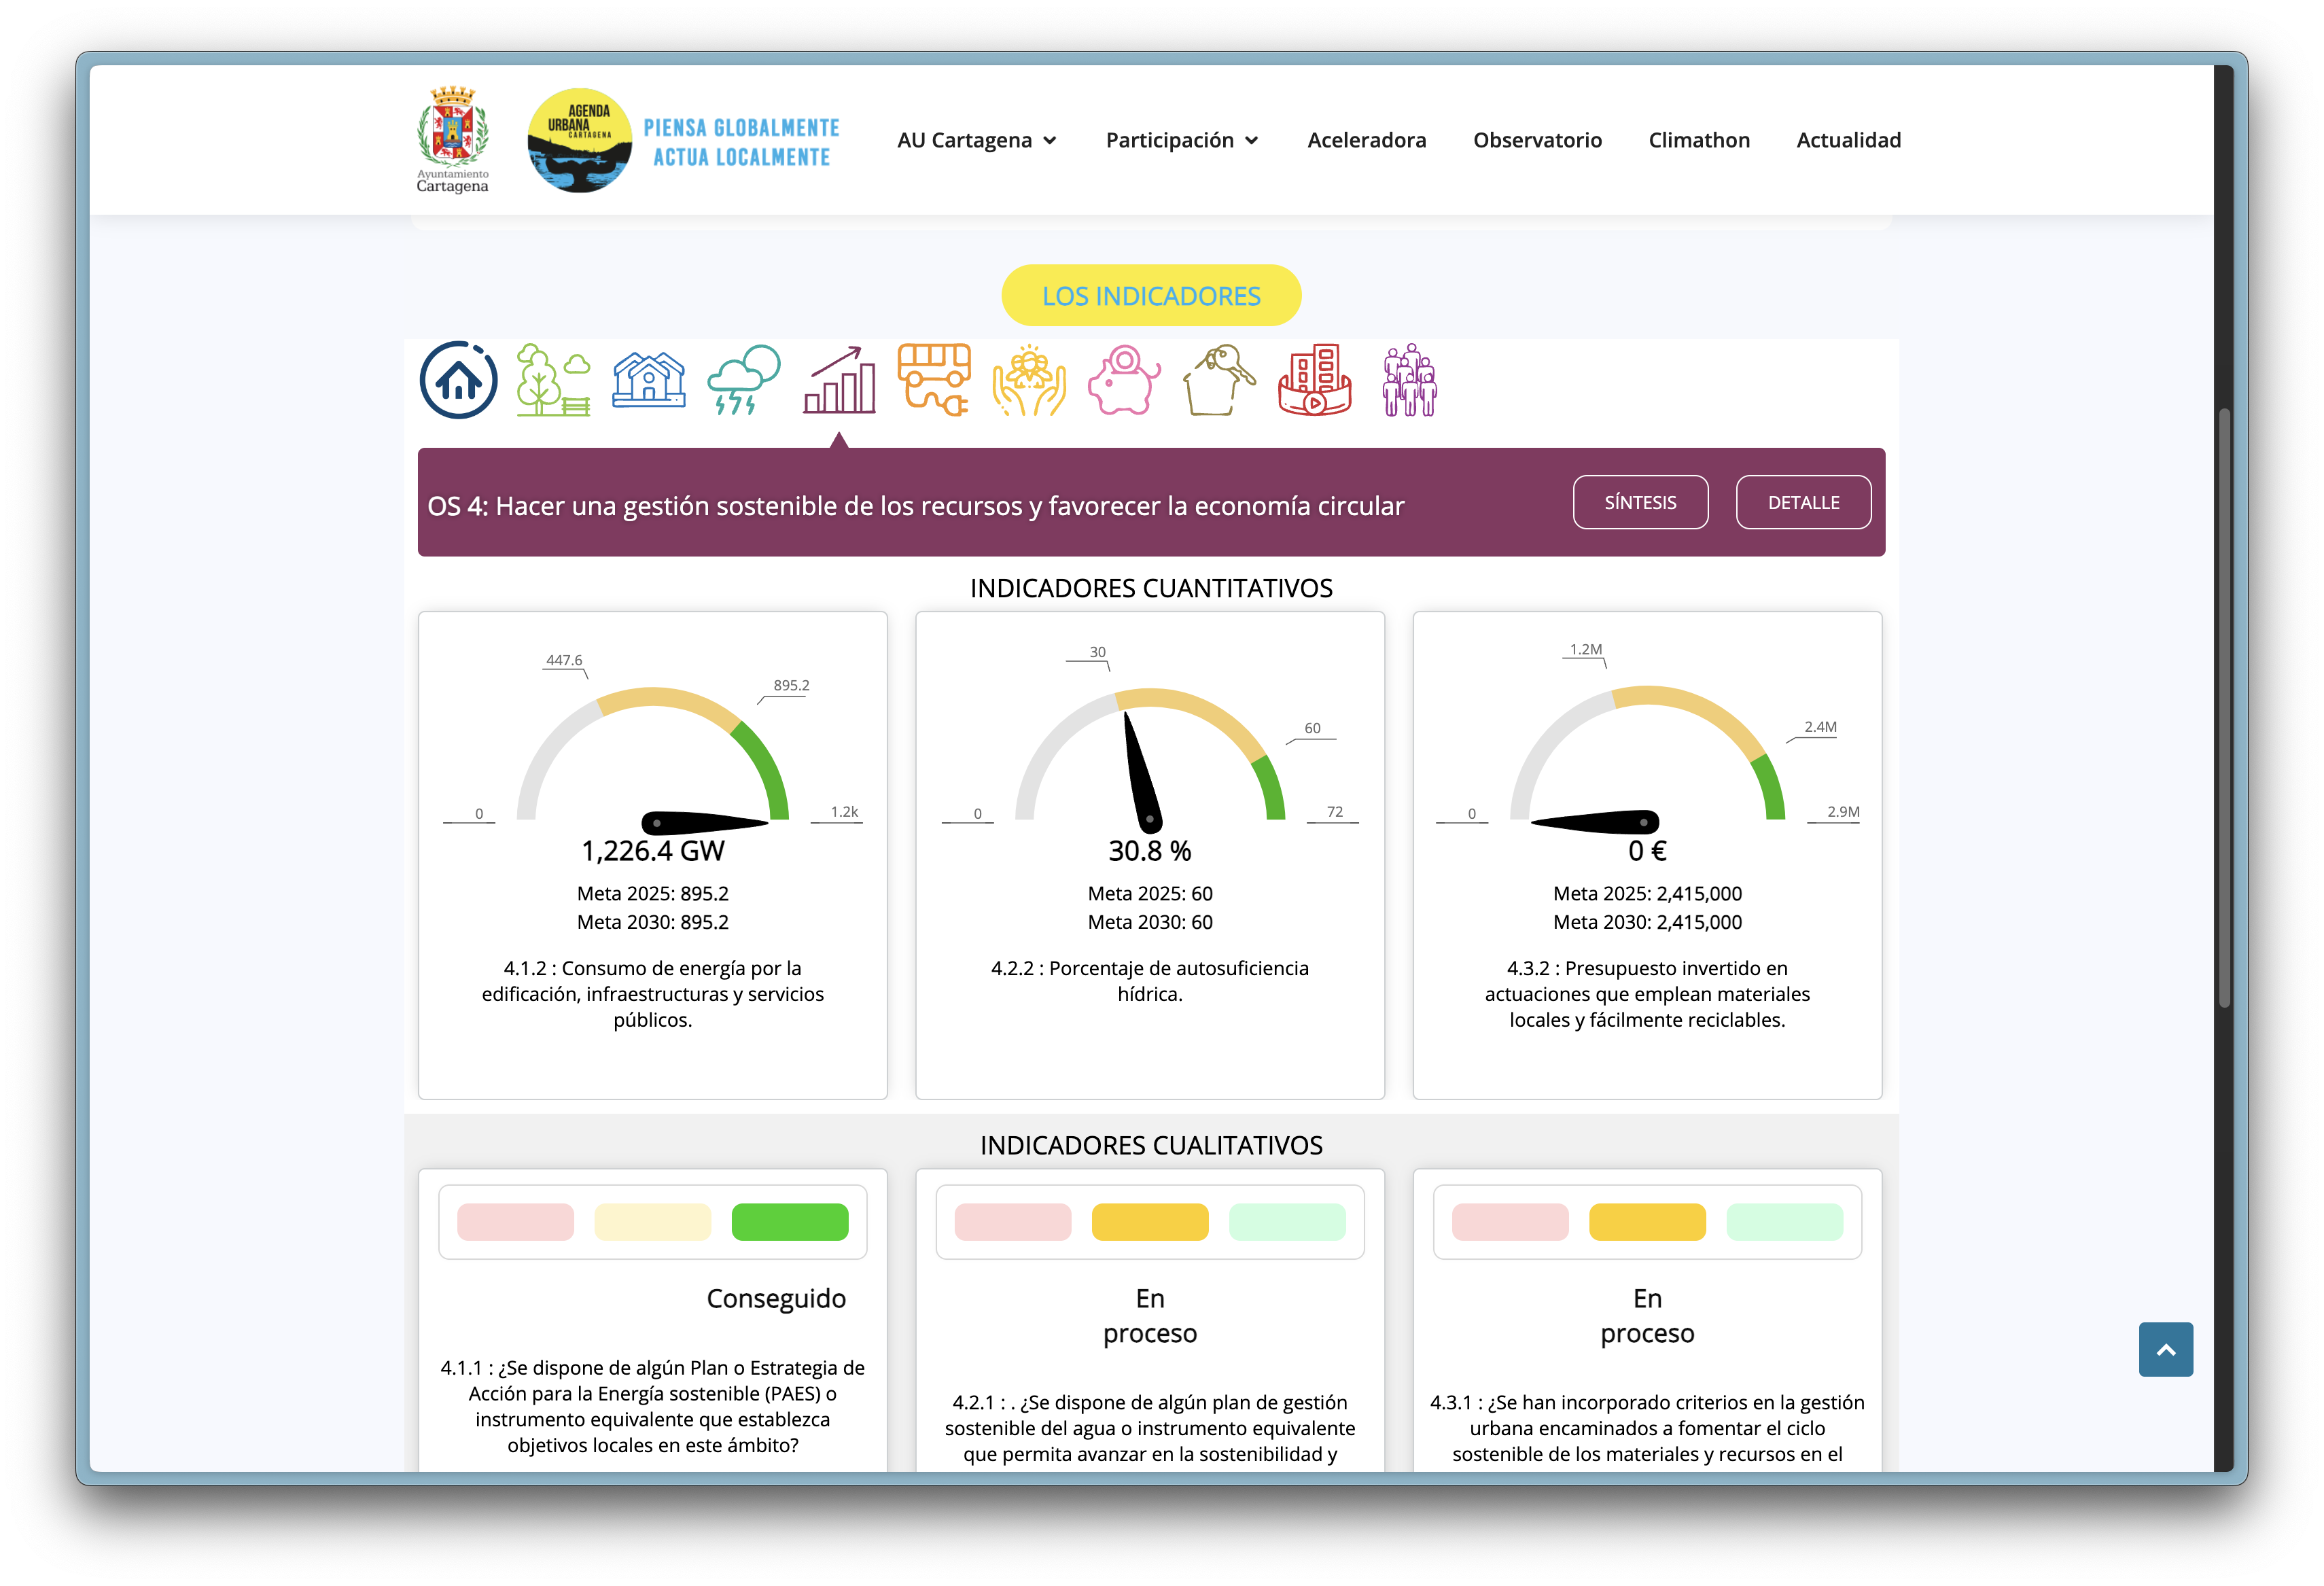 Ayuntamiento
Cartagena
AGENDA
URBANA
CARTAGENA
PIENSA GLOBALMENTE
ACTUA LOCALMENTE
AU Cartagena
Participación
Aceleradora
Observatorio
Climathon
Actualidad
LOS INDICADORES
OS 4: Hacer una gestión sostenible de los recursos y favorecer la economía circular
SÍNTESIS
DETALLE
INDICADORES CUANTITATIVOS
447.6
895.2
0
1.2k
1,226.4 GW
Meta 2025: 895.2
Meta 2030: 895.2
4.1.2 : Consumo de energía por la
edificación, infraestructuras y servicios
públicos.
30
60
0
72
30.8 %
Meta 2025: 60
Meta 2030: 60
4.2.2 : Porcentaje de autosuficiencia
hídrica.
1.2M
2.4M
0
2.9M
0 €
Meta 2025: 2,415,000
Meta 2030: 2,415,000
4.3.2 : Presupuesto invertido en
actuaciones que emplean materiales
locales y fácilmente reciclables.
INDICADORES CUALITATIVOS
Conseguido
4.1.1 : ¿Se dispone de algún Plan o Estrategia de
Acción para la Energía sostenible (PAES) o
instrumento equivalente que establezca
objetivos locales en este ámbito?
En
proceso
4.2.1 : . ¿Se dispone de algún plan de gestión
sostenible del agua o instrumento equivalente
que permita avanzar en la sostenibilidad y
En
proceso
4.3.1 : ¿Se han incorporado criterios en la gestión
urbana encaminados a fomentar el ciclo
sostenible de los materiales y recursos en el